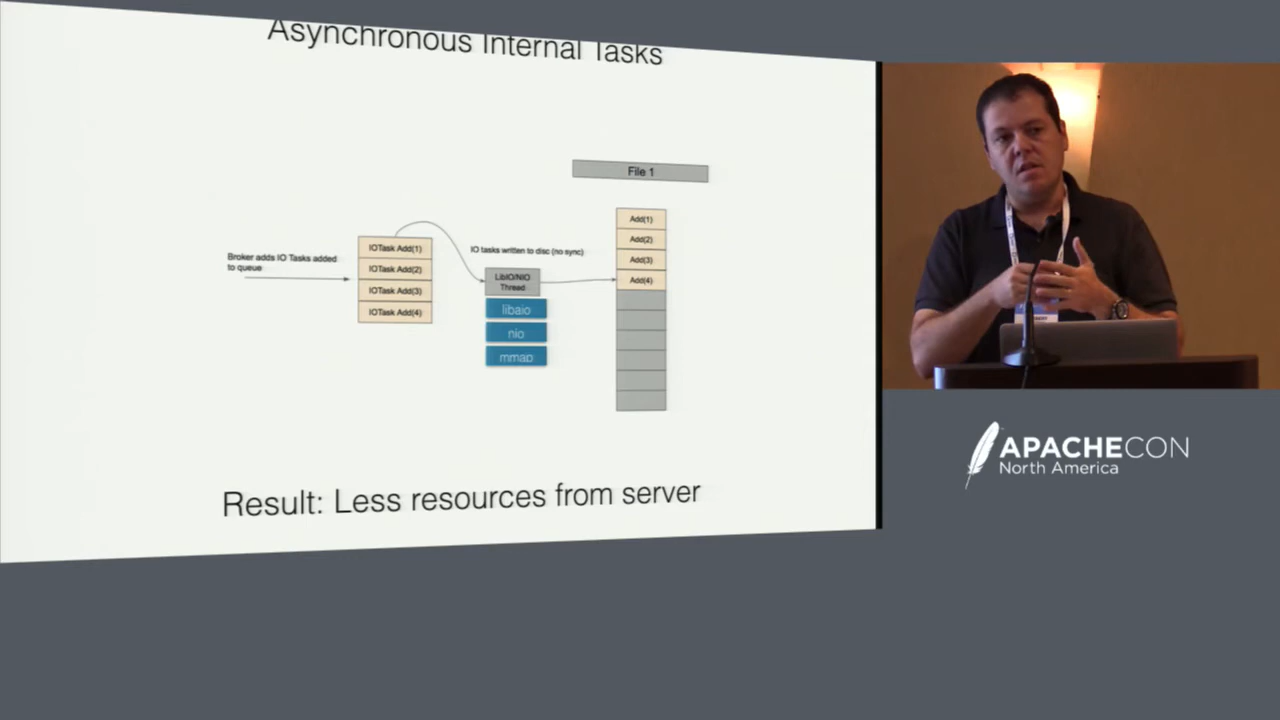 Asynchronous Internal Tasks
File 1
Broker adds IO Tasks added
to queue
IOTask Add(1)
IOTask Add(2)
IOTask Add(3)
IOTask Add(4)
IO tasks written to disc (no sync)
LibIO/NIO
Thread
libaio
nio
mmap
Add(1)
Add(2)
Add(3)
Add(4)
Result: Less resources from server
APACHECON
North America